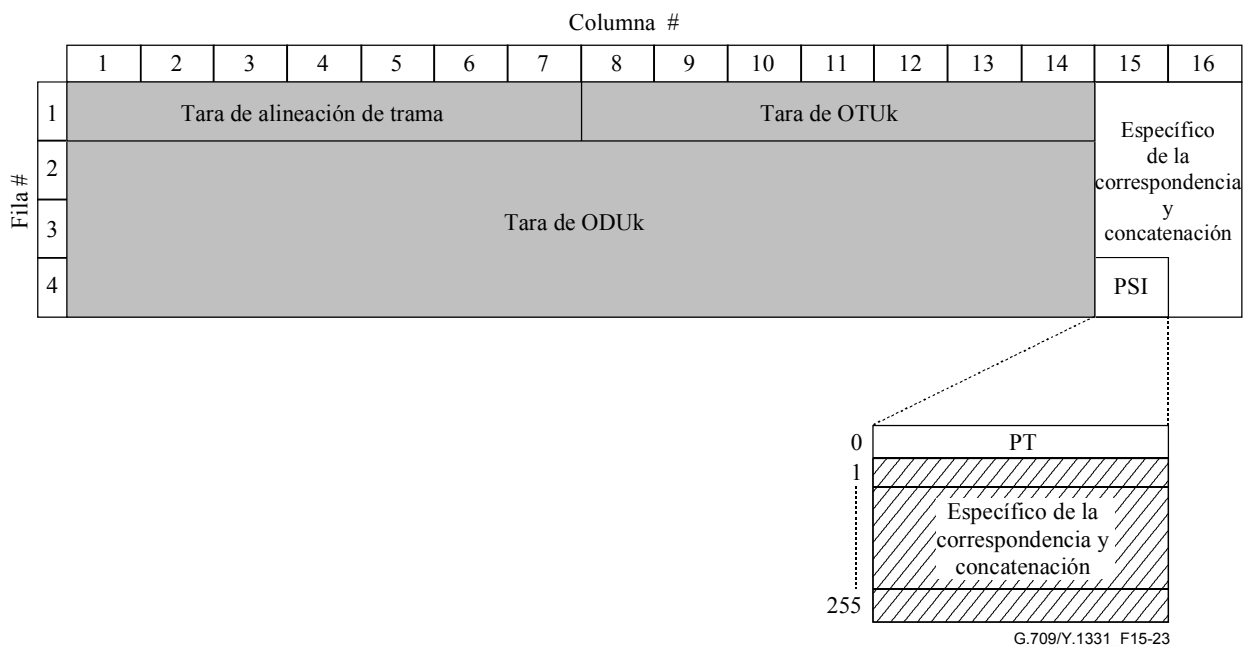 Columna #
1 2 3 4 5 6 7 8 9 10 11 12 13 14 15 16
Fila #
1 Tara de alineación de trama Tara de OTUk
Específico
de la
correspondencia
y
concatenación
2
3
Tara de ODUk
4 PSI
0 PT
1
Específico de la
correspondencia y
concatenación
255
G.709/Y.1331 F15-23